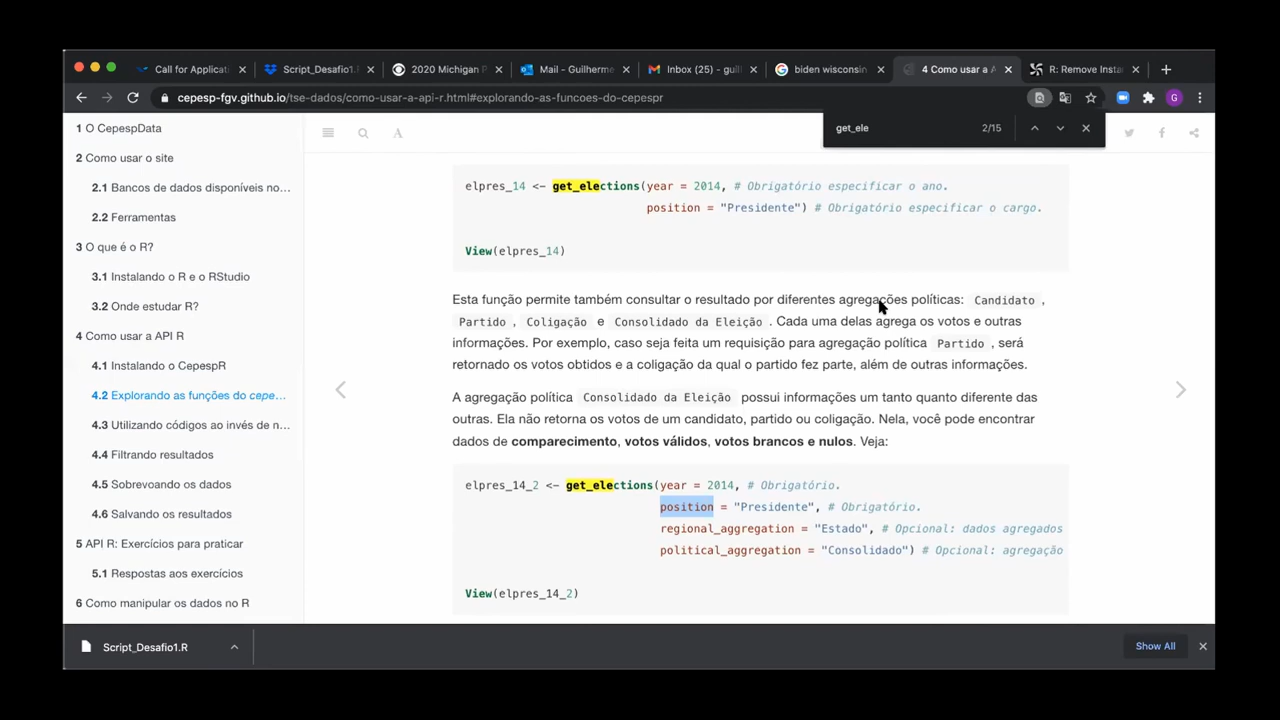 Call for Applicat
Script_Desafio1.
2020 Michigan P
Mail - Guilherme
Inbox (25) - guil
biden wisconsin
4 Como usar a A
R: Remove Insta
cepesp-fgv.github.io/tse-dados/como-usar-a-api-r.html#explorando-as-funcoes-do-cepespr
G
get_ele
2/15
1 O CepespData
2 Como usar o site
2.1 Bancos de dados disponíveis no...
2.2 Ferramentas
3 O que é o R?
3.1 Instalando o R e o RStudio
3.2 Onde estudar R?
4 Como usar a API R
4.1 Instalando o CepespR
4.2 Explorando as funções do cepe...
4.3 Utilizando códigos ao invés de n...
4.4 Filtrando resultados
4.5 Sobrevoando os dados
4.6 Salvando os resultados
5 API R: Exercícios para praticar
5.1 Respostas aos exercícios
6 Como manipular os dados no R
A
elpres_14 <- get_elections(year = 2014, # Obrigatório especificar o ano.
position = "Presidente") # Obrigatório especificar o cargo.
View(elpres_14)
Esta função permite também consultar o resultado por diferentes agregações políticas: Candidato ,
Partido , Coligação e Consolidado da Eleição . Cada uma delas agrega os votos e outras
informações. Por exemplo, caso seja feita um requisição para agregação política Partido , será
retornado os votos obtidos e a coligação da qual o partido fez parte, além de outras informações.
A agregação política Consolidado da Eleição possui informações um tanto quanto diferente das
outras. Ela não retorna os votos de um candidato, partido ou coligação. Nela, você pode encontrar
dados de comparecimento, votos válidos, votos brancos e nulos. Veja:
elpres_14_2 <- get_elections(year = 2014, # Obrigatório.
position = "Presidente", # Obrigatório.
regional_aggregation = "Estado", # Opcional: dados agregados
political_aggregation = "Consolidado") # Opcional: agregação
View(elpres_14_2)
Script_Desafio1.R
Show All